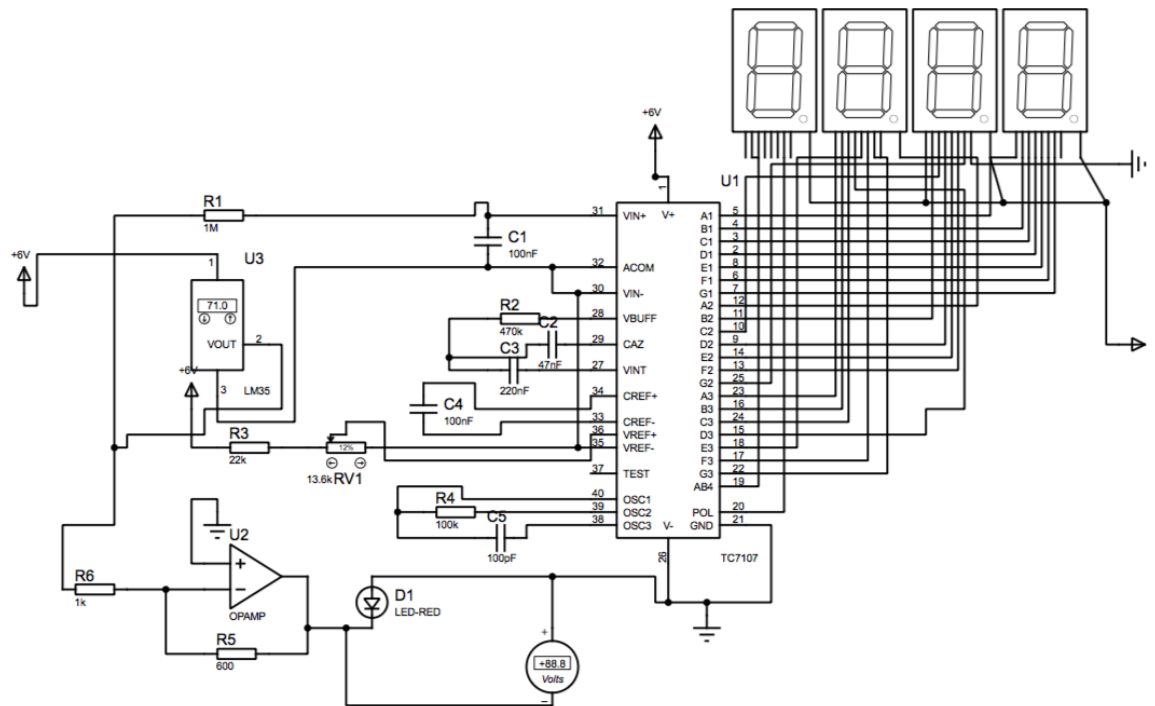 +6V
U1
1
V+
R1
1M
31
VIN+
A1
5
B1
4
C1
3
D1
2
E1
8
F1
6
G1
7
A2
12
B2
11
C2
10
D2
9
E2
14
F2
13
G2
25
A3
23
B3
16
C3
24
D3
15
E3
18
F3
17
G3
22
AB4
19
POL
20
GND
21
C1
100nF
32
ACOM
30
VIN-
+6V
U3
1
71.0
VOUT
2
3
LM35
R2
470k
28
VBUFF
C2
47nF
29
CAZ
C3
220nF
27
VINT
C4
100nF
34
CREF+
33
CREF-
36
VREF+
35
VREF-
+6V
R3
22k
12%
13.6k
RV1
37
TEST
40
OSC1
R4
100k
39
OSC2
C5
100pF
38
OSC3
V-
26
TC7107
U2
+
-
OPAMP
R6
1k
R5
600
D1
LED-RED
+
+88.8
Volts
-